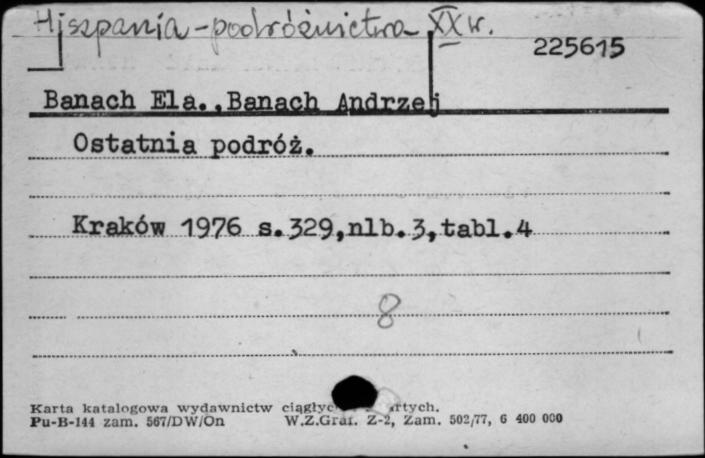 Hiszpania - podróżnictwo XX w.
225615
Banach Ela., Banach Andrzej
Ostatnia podróż.
Kraków 1976 s.329,nlb.3,tabl.4
8
Karta katalogowa wydawnictw
Pu-B-144 zam. 567/DW/On W.Z.Graf. Z-2, Zam. 502/77, 6 400 000